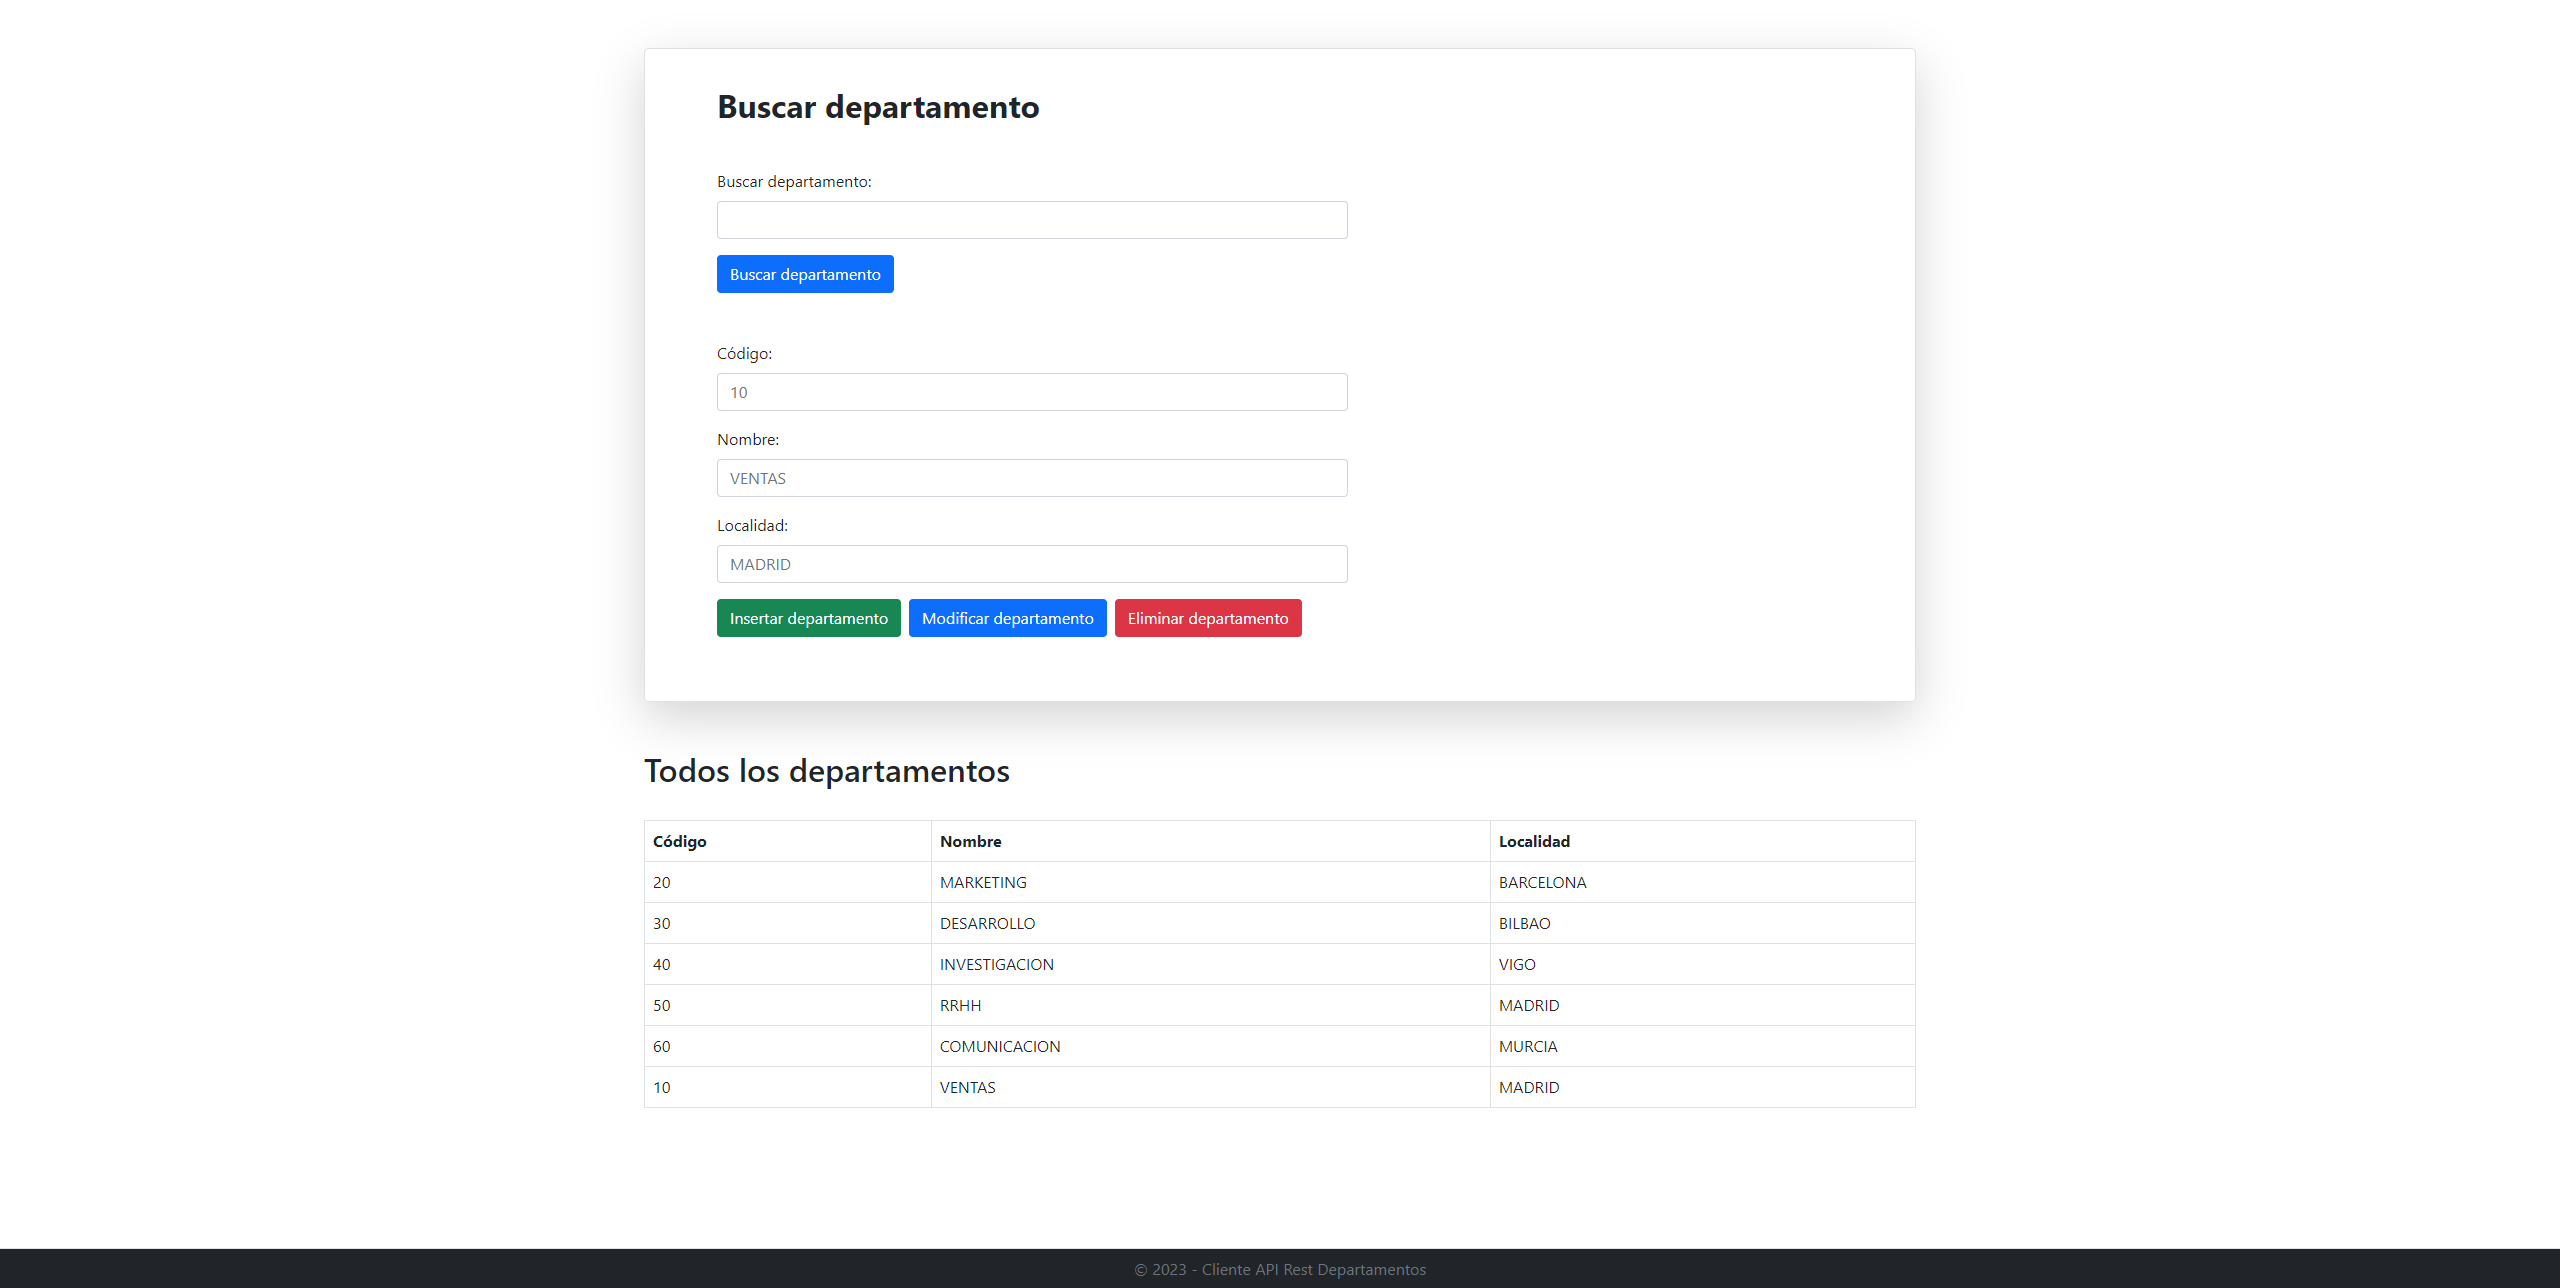 Buscar departamento
Buscar departamento:
Buscar departamento
Código:
10
Nombre:
VENTAS
Localidad:
MADRID
Insertar departamento Modificar departamento Eliminar departamento
Todos los departamentos
Código Nombre Localidad
20 MARKETING BARCELONA
30 DESARROLLO BILBAO
40 INVESTIGACION VIGO
50 RRHH MADRID
60 COMUNICACION MURCIA
10 VENTAS MADRID
© 2023 - Cliente API Rest Departamentos